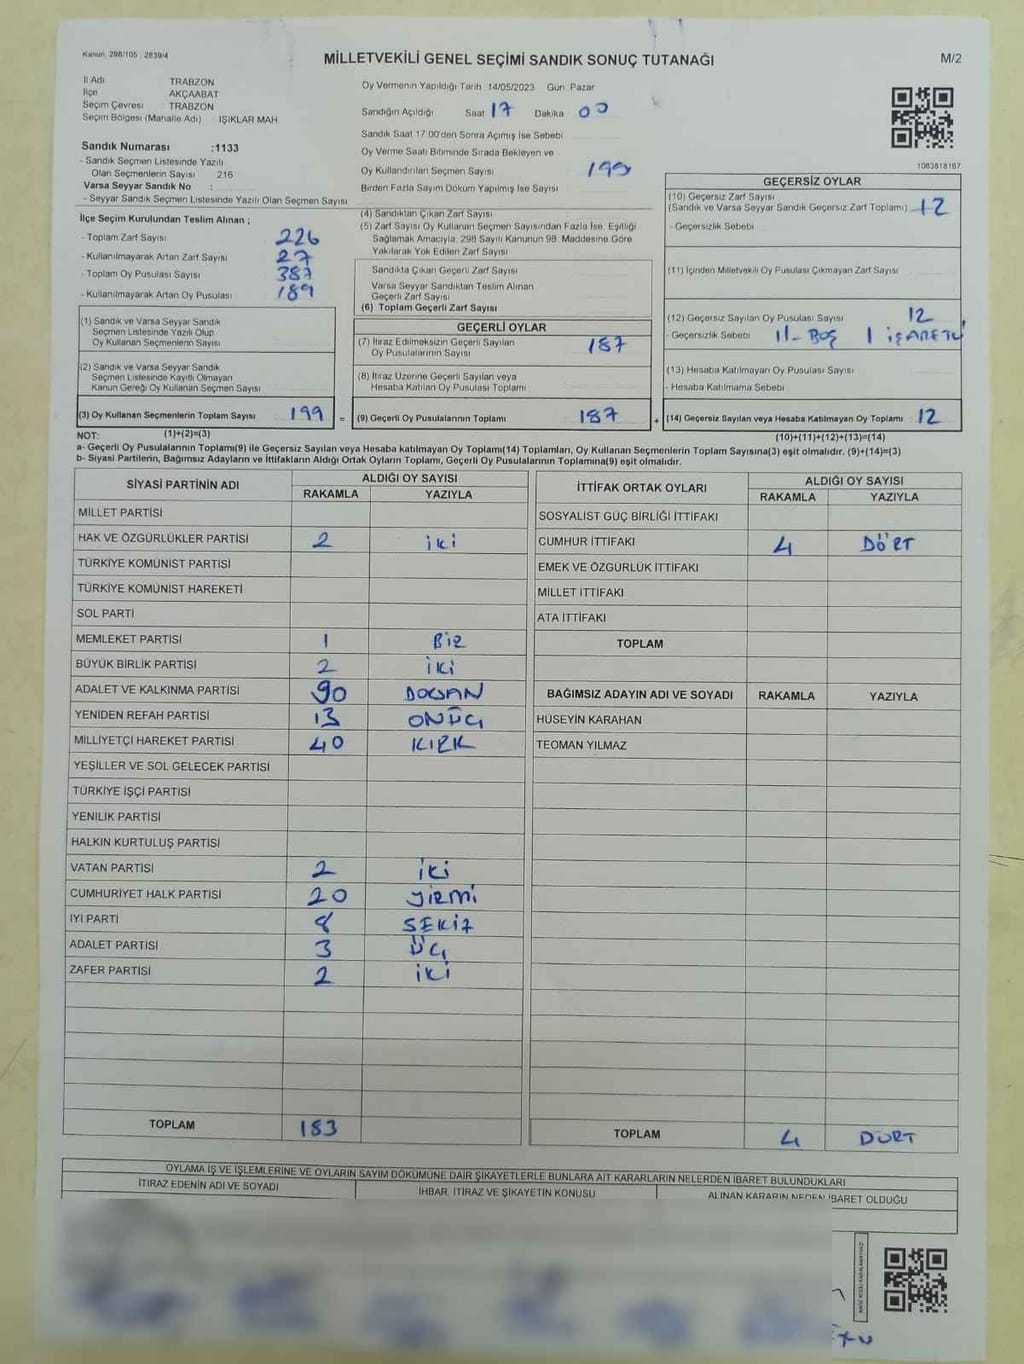 Kanun, 298/105 , 2839/4
MİLLETVEKİLİ GENEL SEÇİMİ SANDIK SONUÇ TUTANAĞI
M/2
İl Adı TRABZON
İlçe AKÇAABAT
Seçim Çevresi TRABZON
Seçim Bölgesi (Mahalle Adı) IŞIKLAR MAH
Sandık Numarası :1133
- Sandık Seçmen Listesinde Yazılı
Olan Seçmenlerin Sayısı 216
Varsa Seyyar Sandık No :
- Seyyar Sandık Seçmen Listesinde Yazılı Olan Seçmen Sayısı
Oy Vermenin Yapıldığı Tarih 14/05/2023 Gün Pazar
Sandığın Açıldığı Saat 17 Dakika 00
Sandık Saat 17 00'den Sonra Açımış İse Sebebi
Oy Verme Saati Bitiminde Sırada Bekleyen ve
Oy Kullandırılan Seçmen Sayısı 199
Birden Fazla Sayım Döküm Yapılmış İse Sayısı
1083818167
İlçe Seçim Kurulundan Teslim Alınan ;
- Toplam Zarf Sayısı 226
- Kullanılmayarak Artan Zarf Sayısı 27
- Toplam Oy Pusulası Sayısı 387
- Kullanılmayarak Artan Oy Pusulası 189
(1) Sandık ve Varsa Seyyar Sandık
Seçmen Listesinde Yazılı Olup
Oy Kullanan Seçmenlerin Sayısı
(2) Sandık ve Varsa Seyyar Sandık
Seçmen Listesinde Kayıtlı Olmayan
Kanun Gereği Oy Kullanan Seçmen Sayısı
(3) Oy Kullanan Seçmenlerin Toplam Sayısı 199 =
(4) Sandıktan Çıkan Zarf Sayısı
(5) Zarf Sayısı Oy Kullanan Seçmen Sayısından Fazla İse, Eşitliği
Sağlamak Amacıyla, 298 Sayılı Kanunun 98. Maddesine Göre
Yakılarak Yok Edilen Zarf Sayısı
Sandıkta Çıkan Geçerli Zarf Sayısı
Varsa Seyyar Sandıktan Teslim Alınan
Geçerli Zarf Sayısı
(6) Toplam Geçerli Zarf Sayısı
GEÇERLİ OYLAR
(7) İtiraz Edilmeksizin Geçerli Sayılan
Oy Pusulalarının Sayısı 187
(8) İtiraz Üzerine Geçerli Sayılan veya
Hesaba Katılan Oy Pusulası Toplamı
(9) Geçerli Oy Pusulalarının Toplamı 187 +
GEÇERSİZ OYLAR
(10) Geçersiz Zarf Sayısı
(Sandık ve Varsa Seyyar Sandık Geçersiz Zarf Toplamı) 12
- Geçersizlik Sebebi
(11) İçinden Milletvekili Oy Pusulası Çıkmayan Zarf Sayısı
(12) Geçersiz Sayılan Oy Pusulası Sayısı 12
- Geçersizlik Sebebi 11- BOŞ 1 İŞARETLİ
(13) Hesaba Katılmayan Oy Pusulası Sayısı
- Hesaba Katılmama Sebebi
(14) Geçersiz Sayılan veya Hesaba Katılmayan Oy Toplamı 12
NOT: (1)+(2)=(3)
(10)+(11)+(12)+(13)=(14)
a- Geçerli Oy Pusulalarının Toplamı(9) ile Geçersiz Sayılan veya Hesaba katılmayan Oy Toplamı(14) Toplamları, Oy Kullanan Seçmenlerin Toplam Sayısına(3) eşit olmalıdır. (9)+(14)=(3)
b- Siyasi Partilerin, Bağımsız Adayların ve İttifakların Aldığı Ortak Oyların Toplamı, Geçerli Oy Pusulalarının Toplamına(9) eşit olmalıdır.
SİYASİ PARTİNİN ADI ALDIĞI OY SAYISI
RAKAMLA YAZIYLA
MİLLET PARTİSİ
HAK VE ÖZGÜRLÜKLER PARTİSİ 2 iki
TÜRKİYE KOMÜNİST PARTİSİ
TÜRKİYE KOMÜNİST HAREKETİ
SOL PARTİ
MEMLEKET PARTİSİ 1 BİR
BÜYÜK BİRLİK PARTİSİ 2 iki
ADALET VE KALKINMA PARTİSİ 90 DOKSAN
YENİDEN REFAH PARTİSİ 13 ONÜÇ
MİLLİYETÇİ HAREKET PARTİSİ 40 KIRK
YEŞİLLER VE SOL GELECEK PARTİSİ
TÜRKİYE İŞÇİ PARTİSİ
YENİLİK PARTİSİ
HALKIN KURTULUŞ PARTİSİ
VATAN PARTİSİ 2 iki
CUMHURİYET HALK PARTİSİ 20 YİRMİ
İYİ PARTİ 8 SEKİZ
ADALET PARTİSİ 3 ÜÇ
ZAFER PARTİSİ 2 iki
TOPLAM 183
İTTİFAK ORTAK OYLARI ALDIĞI OY SAYISI
RAKAMLA YAZIYLA
SOSYALİST GÜÇ BİRLİĞİ İTTİFAKI
CUMHUR İTTİFAKI 4 DÖRT
EMEK VE ÖZGÜRLÜK İTTİFAKI
MİLLET İTTİFAKI
ATA İTTİFAKI
TOPLAM
BAĞIMSIZ ADAYIN ADI VE SOYADI RAKAMLA YAZIYLA
HÜSEYİN KARAHAN
TEOMAN YILMAZ
TOPLAM 4 DÖRT
OYLAMA İŞ VE İŞLEMLERİNE VE OYLARIN SAYIM DÖKÜMÜNE DAİR ŞİKAYETLERLE BUNLARA AİT KARARLARIN NELERDEN İBARET BULUNDUKLARI
İTİRAZ EDENİN ADI VE SOYADI İHBAR, İTİRAZ VE ŞİKAYETİN KONUSU ALINAN KARARIN NEDEN İBARET OLDUĞU